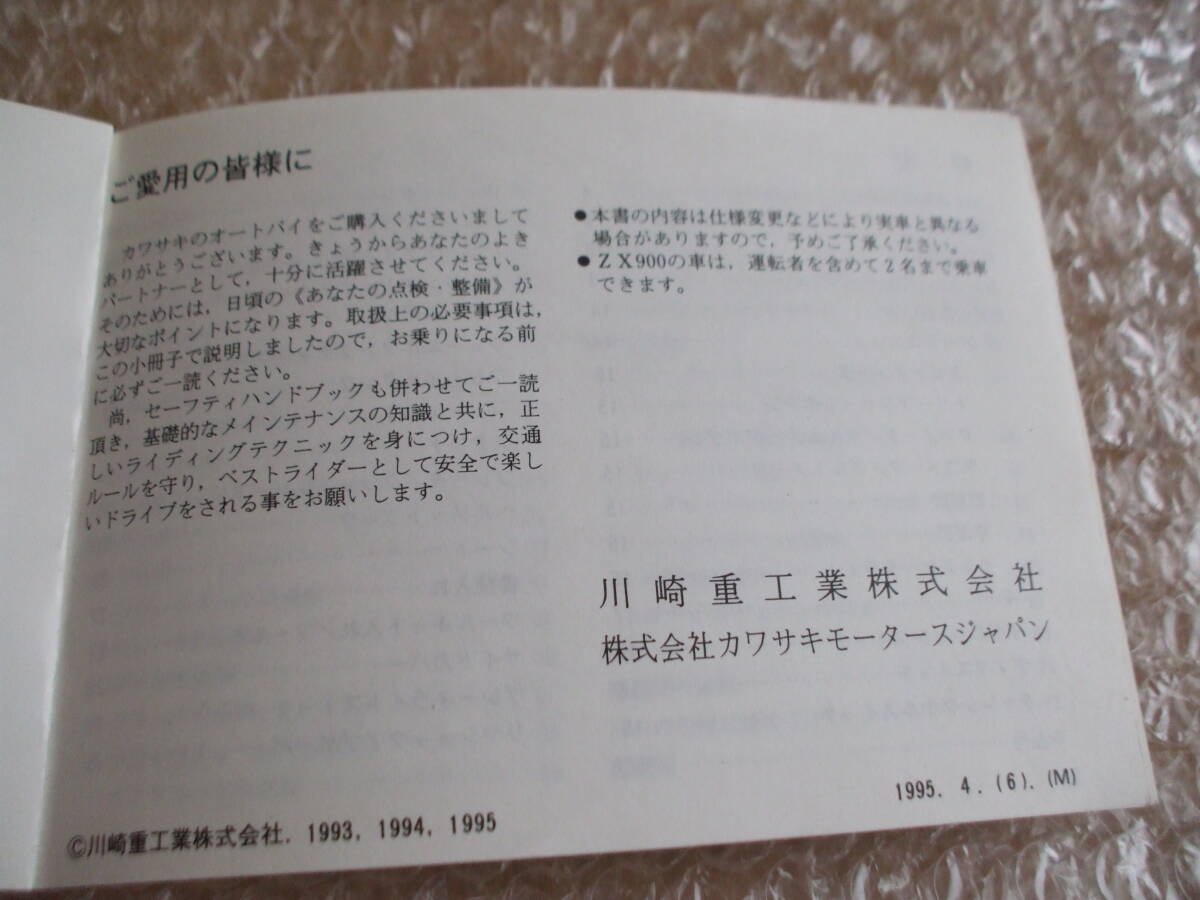 ご愛用の皆様に
カワサキのオートバイをご購入くださいまして
ありがとうございます。きょうからあなたのよき
パートナーとして，十分に活躍させてください。
そのためには，日頃の《あなたの点検・整備》が
大切なポイントになります。取扱上の必要事項は，
この小冊子で説明しましたので，お乗りになる前
に必ずご一読ください。
尚，セーフティハンドブックも併わせてご一読
頂き，基礎的なメインテナンスの知識と共に，正
しいライディングテクニックを身につけ，交通
ルールを守り，ベストライダーとして安全で楽し
いドライブをされる事をお願いします。
●本書の内容は仕様変更などにより実車と異なる
場合がありますので，予めご了承ください。
●ＺＸ900の車は，運転者を含めて２名まで乗車
できます。
川崎重工業株式会社
株式会社カワサキモータースジャパン
1995. 4. (6). (M)
©川崎重工業株式会社. 1993, 1994, 1995